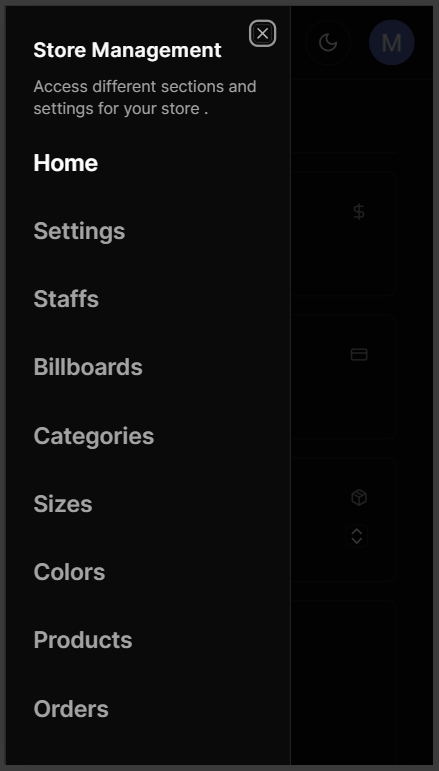 Store Management
Access different sections and
settings for your store .
Home
Settings
Staffs
Billboards
Categories
Sizes
Colors
Products
Orders
M
$